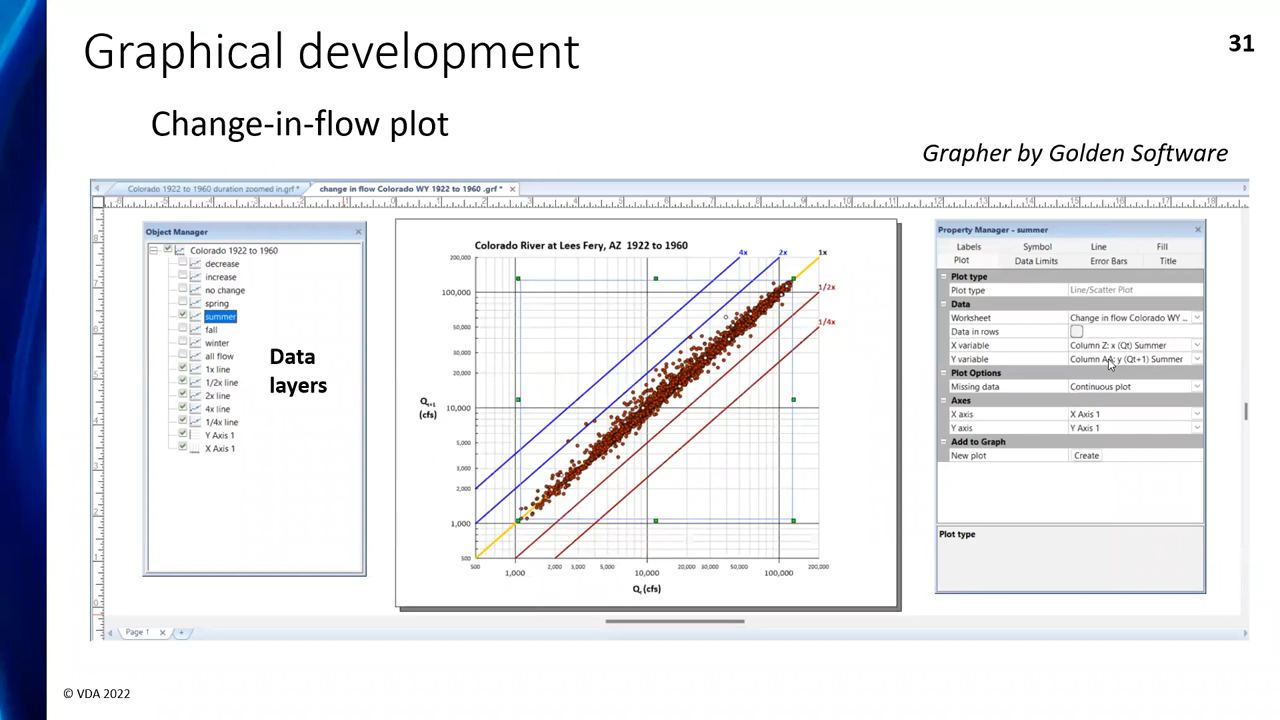 Graphical development
31
Change-in-flow plot
Grapher by Golden Software
Colorado 1922 to 1960 duration zoomed in.grf *
change in flow Colorado WY 1922 to 1960 .grf *
Object Manager
Colorado 1922 to 1960
decrease
increase
no change
spring
summer
fall
winter
all flow
1x line
1/2x line
2x line
4x line
1/4x line
Y Axis 1
X Axis 1
Data
layers
Colorado River at Lees Fery, AZ 1922 to 1960
4x
2x
1x
1/2x
1/4x
200,000
100,000
50,000
30,000
20,000
10,000
5,000
3,000
2,000
1,000
500
Qt+1
(cfs)
500
1,000
2,000
3,000
5,000
10,000
20,000
30,000
50,000
100,000
200,000
Qt (cfs)
Property Manager - summer
Labels
Symbol
Line
Fill
Plot
Data Limits
Error Bars
Title
Plot type
Plot type
Line/Scatter Plot
Data
Worksheet
Change in flow Colorado WY ...
Data in rows
X variable
Column Z: x (Qt) Summer
Y variable
Column AA: y (Qt+1) Summer
Plot Options
Missing data
Continuous plot
Axes
X axis
X Axis 1
Y axis
Y Axis 1
Add to Graph
New plot
Create
Plot type
Page 1
© VDA 2022